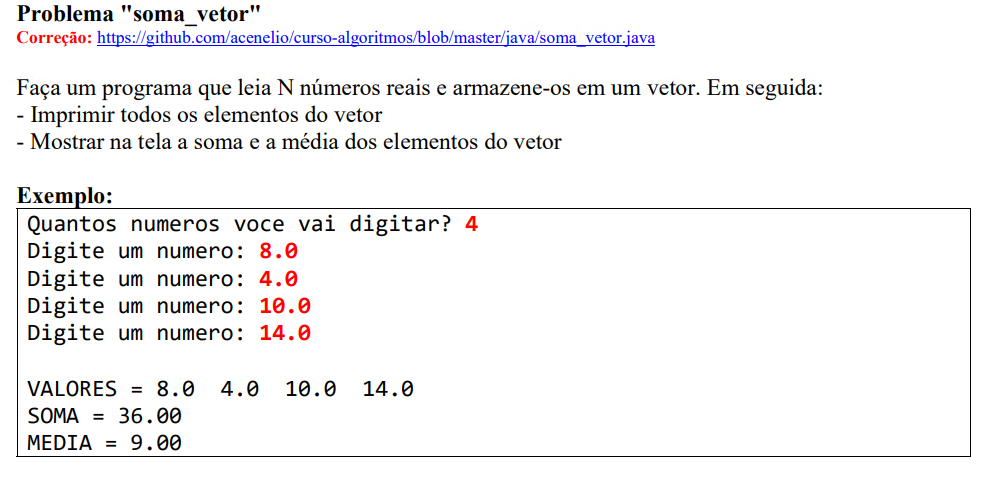 Problema "soma_vetor"
Correção: https://github.com/acenelio/curso-algoritmos/blob/master/java/soma_vetor.java
Faça um programa que leia N números reais e armazene-os em um vetor. Em seguida:
- Imprimir todos os elementos do vetor
- Mostrar na tela a soma e a média dos elementos do vetor
Exemplo:
Quantos numeros voce vai digitar? 4
Digite um numero: 8.0
Digite um numero: 4.0
Digite um numero: 10.0
Digite um numero: 14.0
VALORES = 8.0  4.0  10.0  14.0
SOMA = 36.00
MEDIA = 9.00